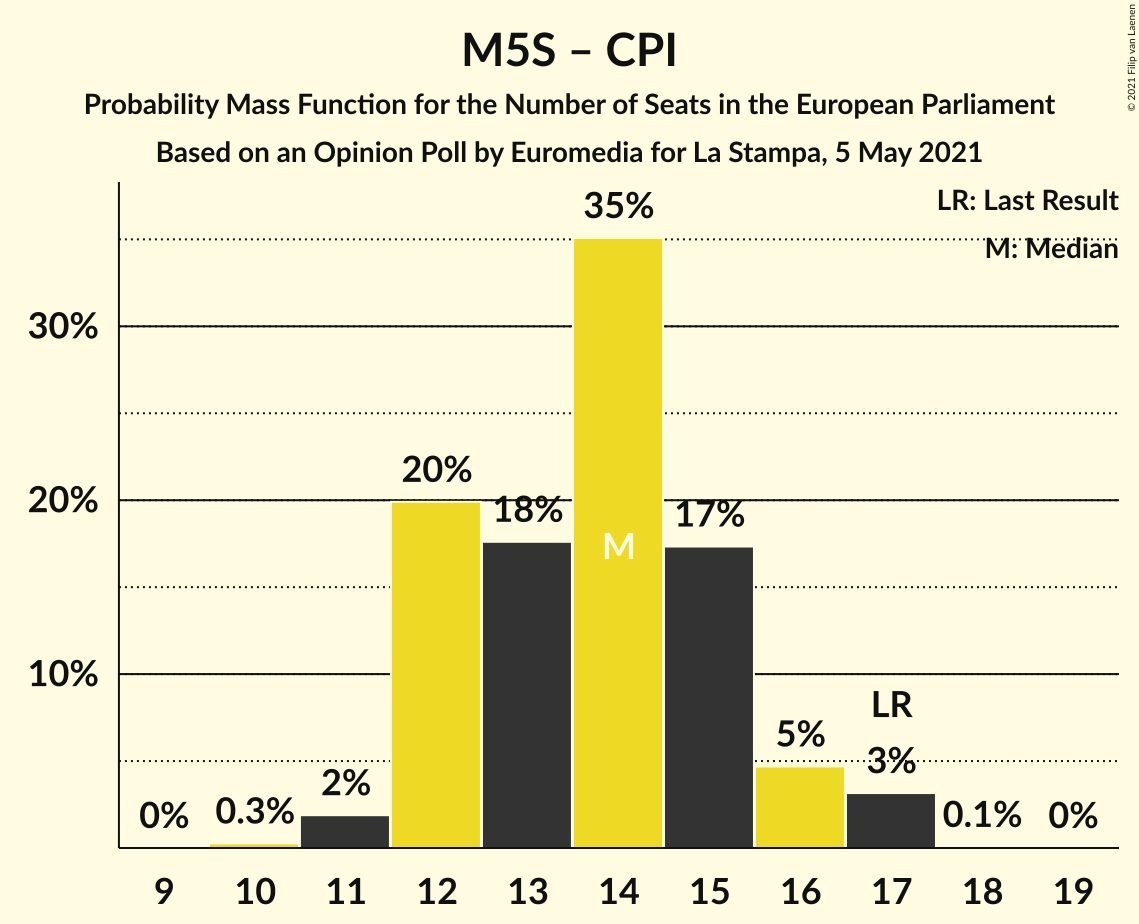 M5S – CPI
Probability Mass Function for the Number of Seats in the European Parliament
Based on an Opinion Poll by Euromedia for La Stampa, 5 May 2021
© 2021 Filip van Laenen
LR: Last Result
M: Median
35%
30%
20%
20%
18%
17%
M
10%
LR
5%
3%
2%
0%
0.3%
0.1%
0%
9 10 11 12 13 14 15 16 17 18 19